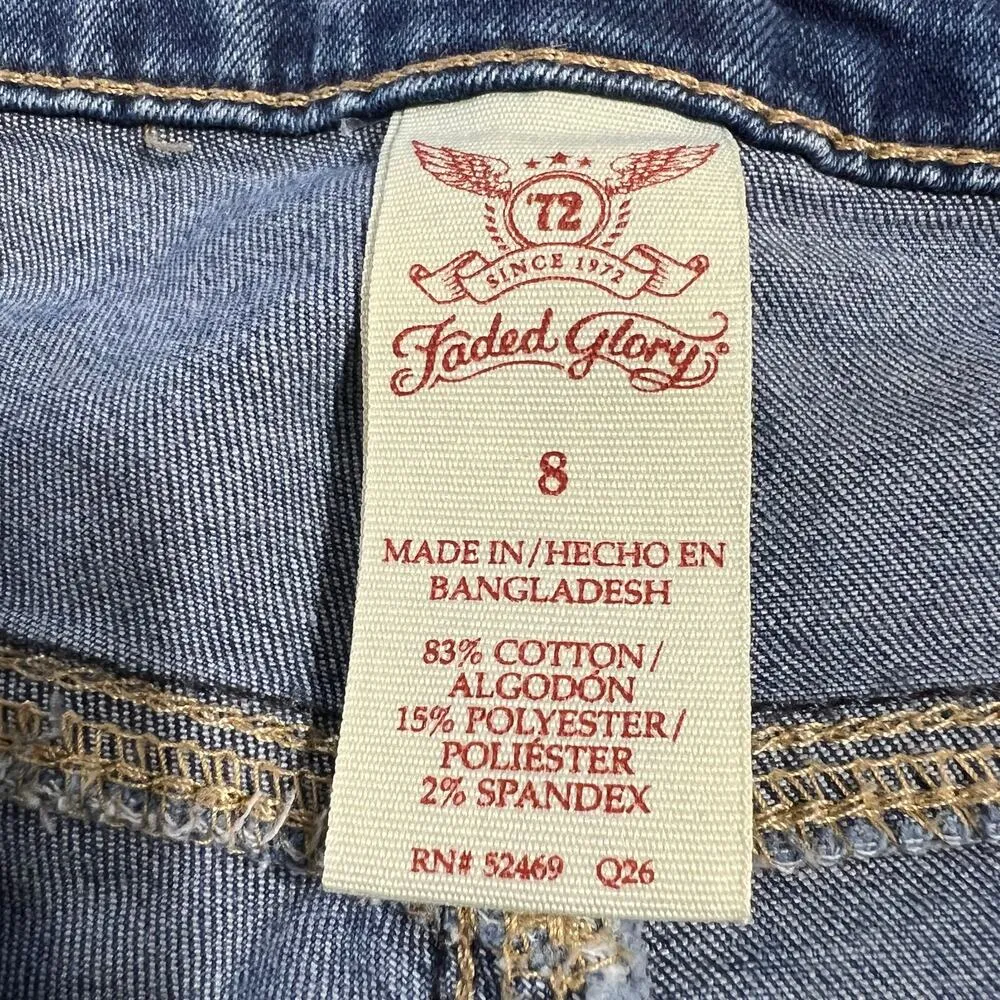 '72
SINCE 1972
Faded Glory®
8
MADE IN/HECHO EN
BANGLADESH
83% COTTON/
ALGODÓN
15% POLYESTER/
POLIÉSTER
2% SPANDEX
RN# 52469 Q26